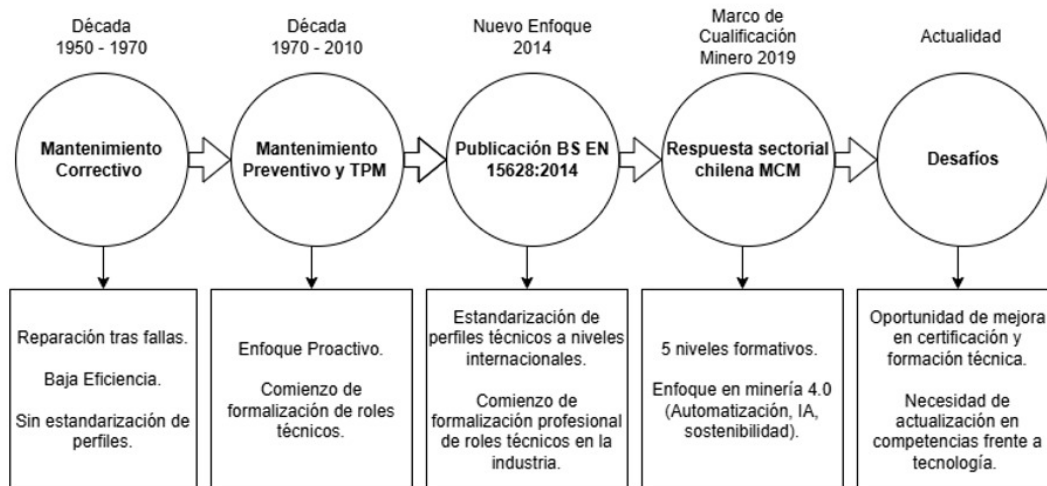 Década
1950 - 1970
Década
1970 - 2010
Nuevo Enfoque
2014
Marco de
Cualificación
Minero 2019
Actualidad
Mantenimiento
Correctivo
Mantenimiento
Preventivo y TPM
Publicación BS EN
15628:2014
Respuesta sectorial
chilena MCM
Desafíos
Reparación tras fallas.
Baja Eficiencia.
Sin estandarización de
perfiles.
Enfoque Proactivo.
Comienzo de
formalización de roles
técnicos.
Estandarización de
perfiles técnicos a niveles
internacionales.
Comienzo de
formalización profesional
de roles técnicos en la
industria.
5 niveles formativos.
Enfoque en minería 4.0
(Automatización, IA,
sostenibilidad).
Oportunidad de mejora
en certificación y
formación técnica.
Necesidad de
actualización en
competencias frente a
tecnología.